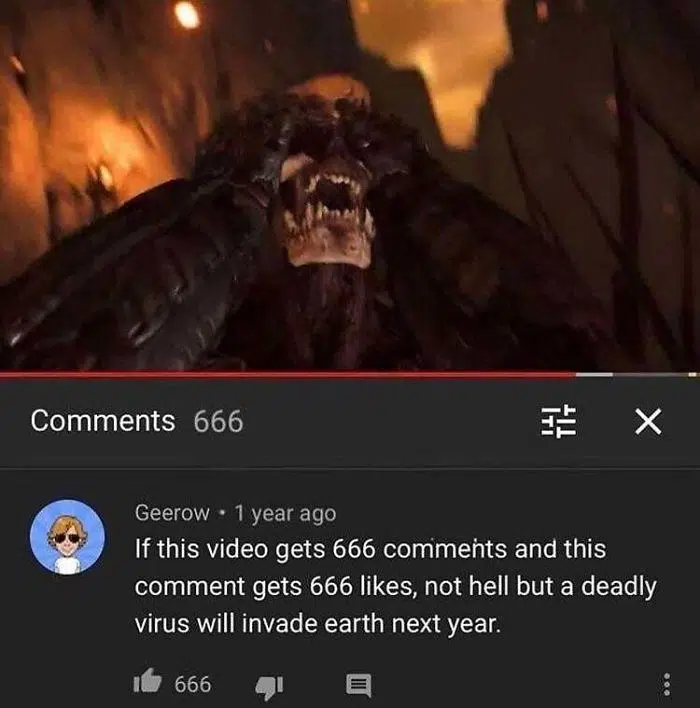 Comments 666
Geerow • 1 year ago
If this video gets 666 comments and this
comment gets 666 likes, not hell but a deadly
virus will invade earth next year.
666